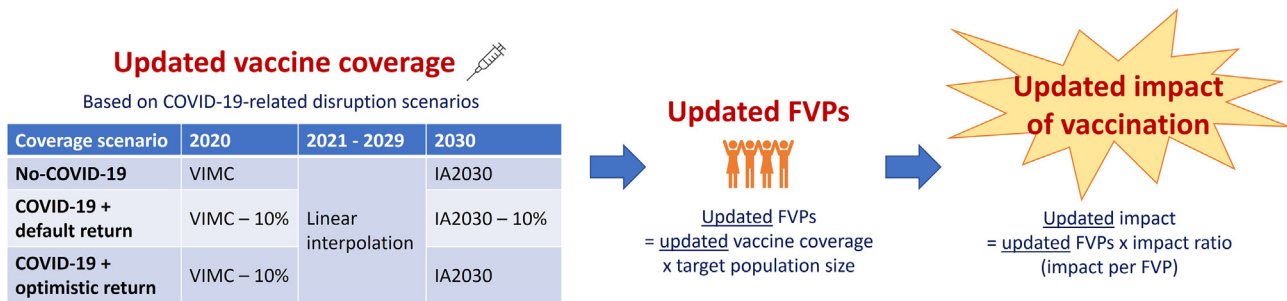 Updated vaccine coverage
Based on COVID-19-related disruption scenarios
Coverage scenario 2020 2021 - 2029 2030
No-COVID-19 VIMC IA2030
COVID-19 +
default return VIMC – 10% Linear
interpolation IA2030 – 10%
COVID-19 +
optimistic return VIMC – 10% IA2030
Updated FVPs
Updated FVPs
= updated vaccine coverage
x target population size
Updated impact
of vaccination
Updated impact
= updated FVPs x impact ratio
(impact per FVP)